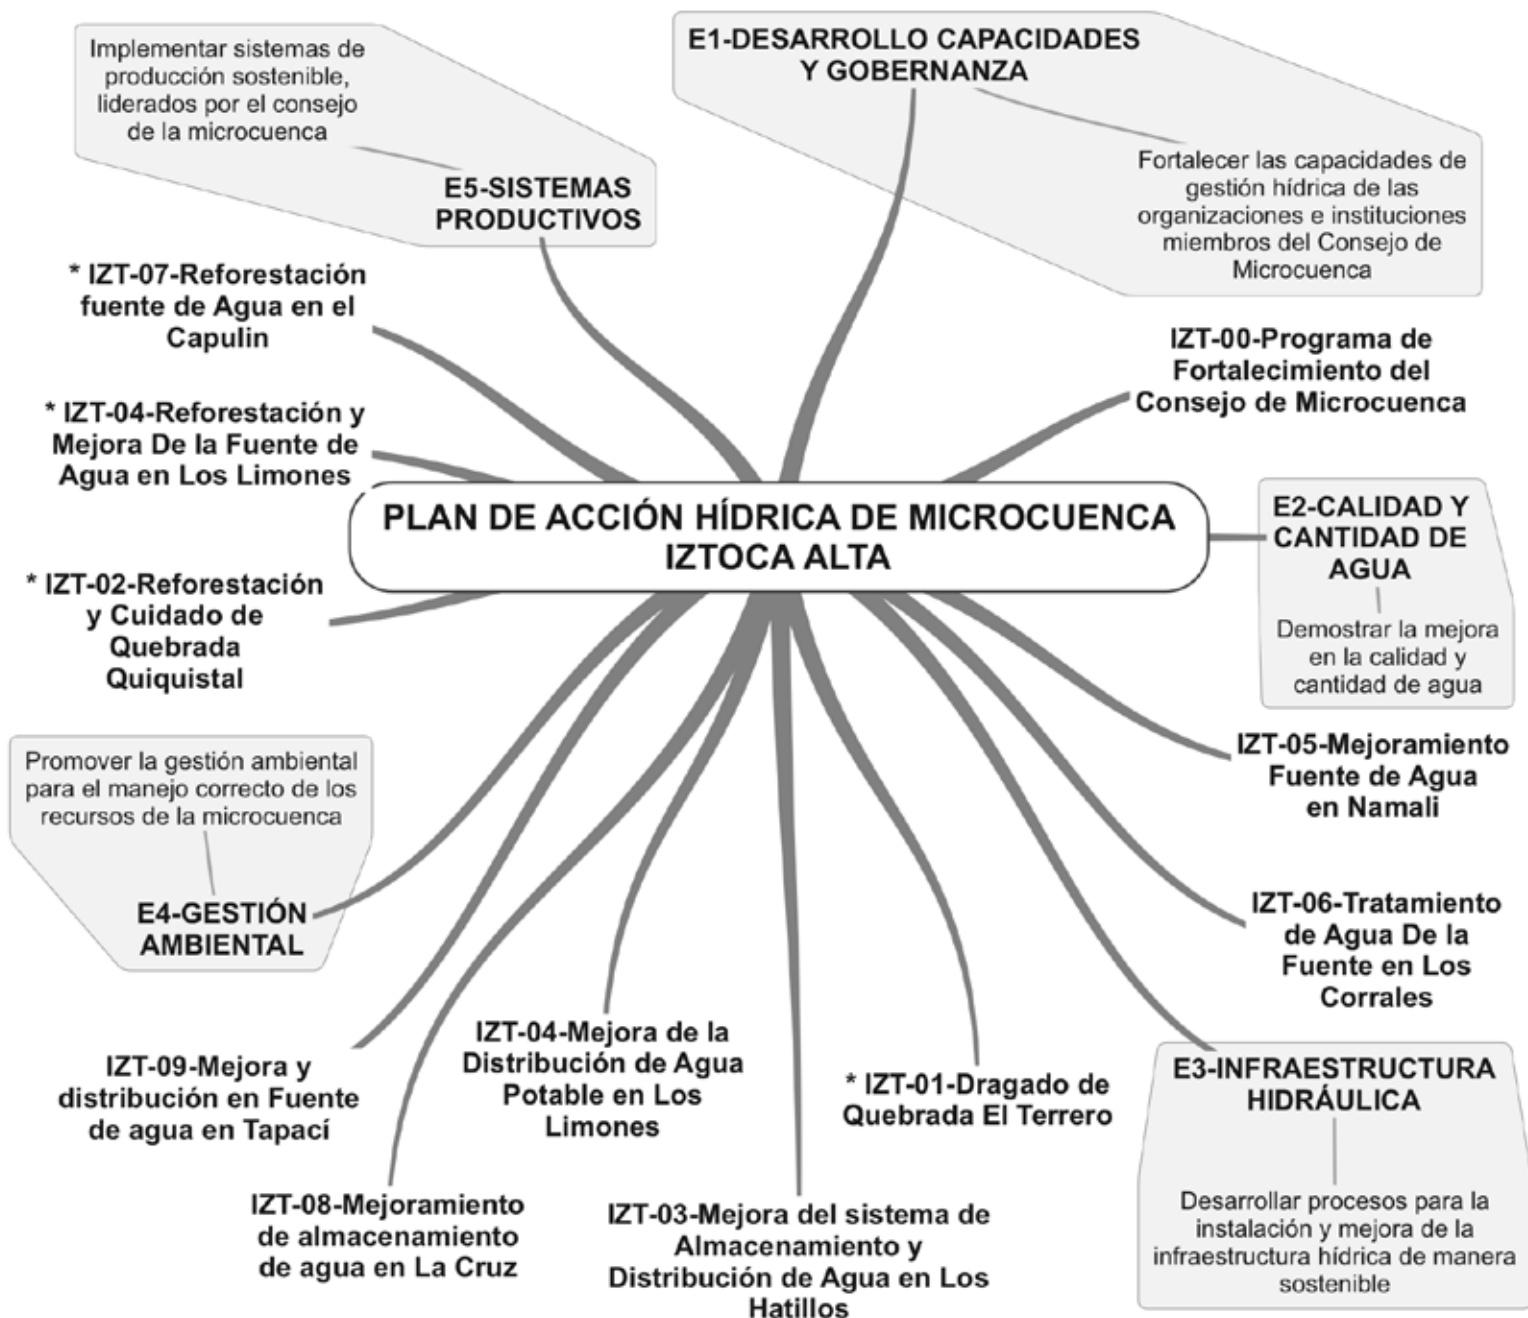 Implementar sistemas de
producción sostenible,
liderados por el consejo
de la microcuenca
E5-SISTEMAS
PRODUCTIVOS
E1-DESARROLLO CAPACIDADES
Y GOBERNANZA
Fortalecer las capacidades de
gestión hídrica de las
organizaciones e instituciones
miembros del Consejo de
Microcuenca
* IZT-07-Reforestación
fuente de Agua en el
Capulin
IZT-00-Programa de
Fortalecimiento del
Consejo de Microcuenca
* IZT-04-Reforestación y
Mejora De la Fuente de
Agua en Los Limones
PLAN DE ACCIÓN HÍDRICA DE MICROCUENCA
IZTOCA ALTA
E2-CALIDAD Y
CANTIDAD DE
AGUA
Demostrar la mejora
en la calidad y
cantidad de agua
* IZT-02-Reforestación
y Cuidado de
Quebrada
Quiquistal
IZT-05-Mejoramiento
Fuente de Agua
en Namali
Promover la gestión ambiental
para el manejo correcto de los
recursos de la microcuenca
E4-GESTIÓN
AMBIENTAL
IZT-06-Tratamiento
de Agua De la
Fuente en Los
Corrales
IZT-09-Mejora y
distribución en Fuente
de agua en Tapací
IZT-04-Mejora de la
Distribución de Agua
Potable en Los
Limones
* IZT-01-Dragado de
Quebrada El Terrero
E3-INFRAESTRUCTURA
HIDRÁULICA
Desarrollar procesos para la
instalación y mejora de la
infraestructura hídrica de manera
sostenible
IZT-08-Mejoramiento
de almacenamiento
de agua en La Cruz
IZT-03-Mejora del sistema de
Almacenamiento y
Distribución de Agua en Los
Hatillos